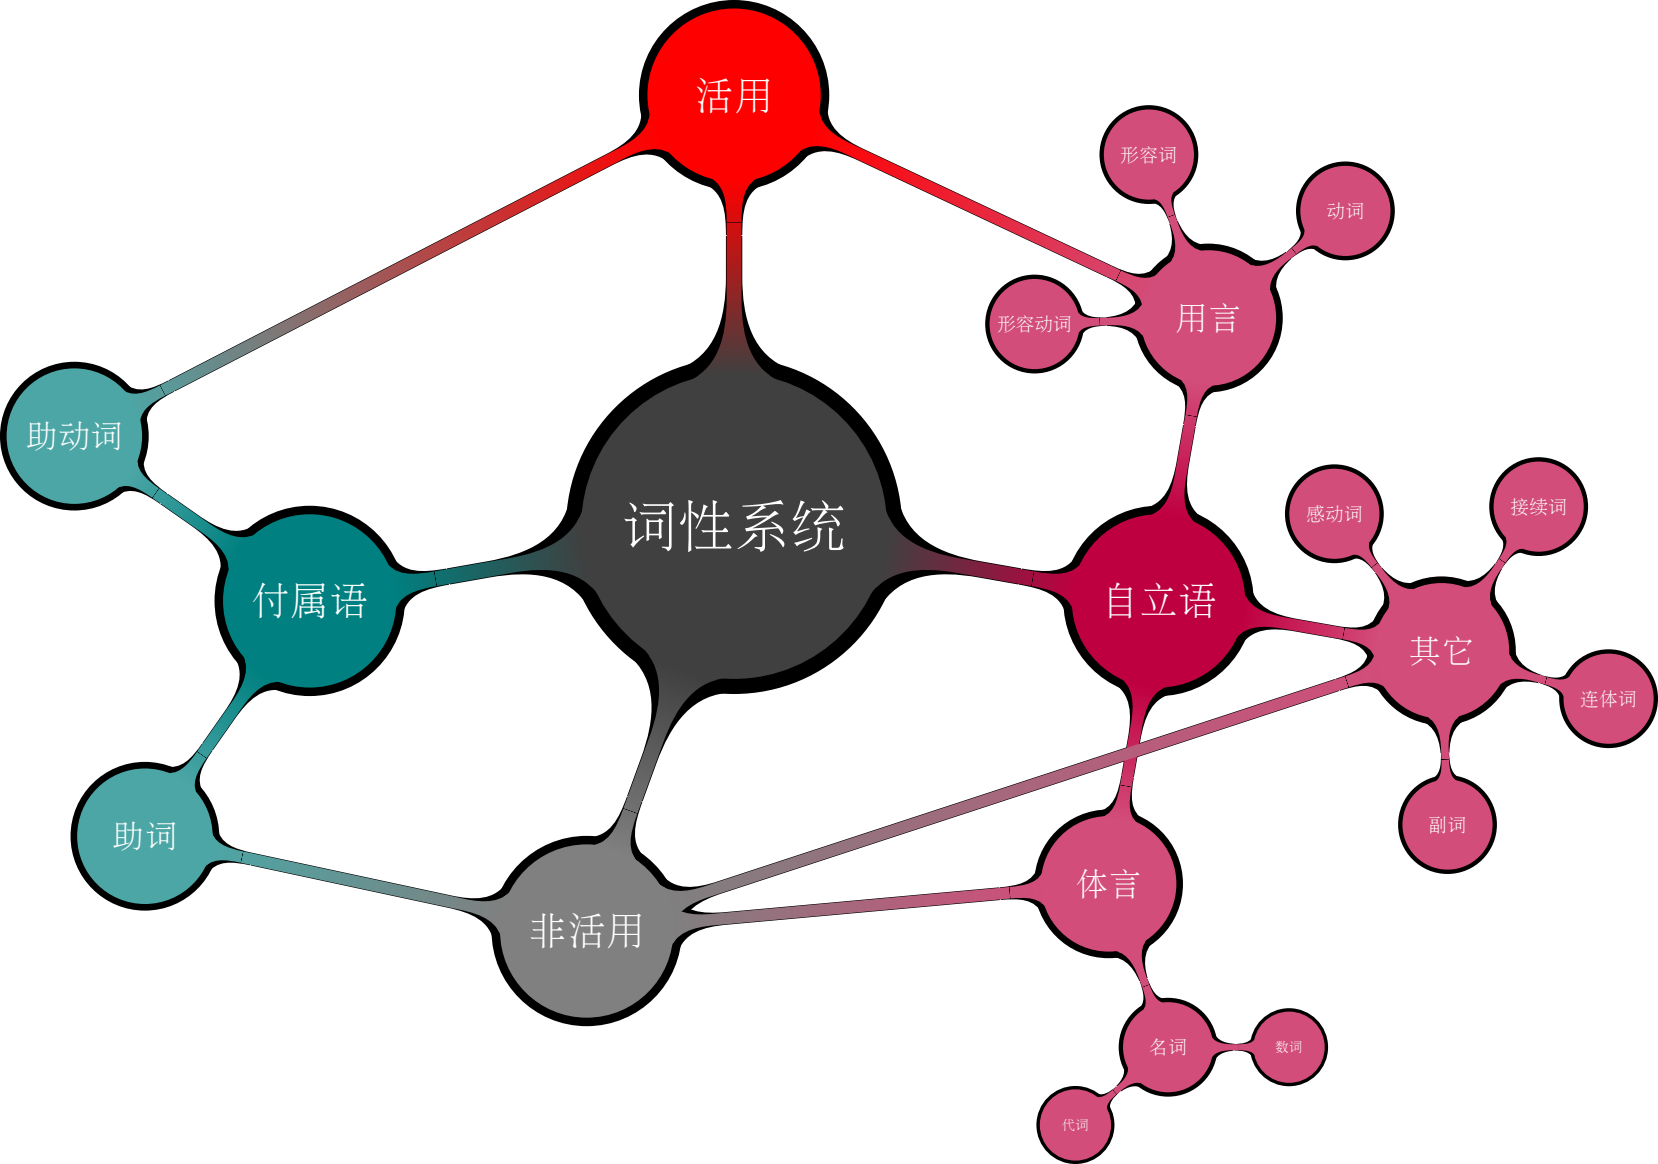 活用
形容词
动词
用言
形容动词
助动词
词性系统
感动词
接续词
付属语
自立语
其它
连体词
副词
助词
体言
非活用
名词
数词
代词